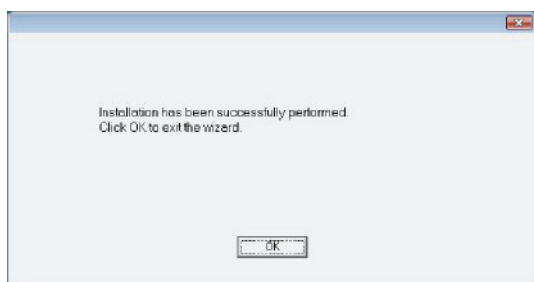 Installation has been successfully performed.
Click OK to exit the wizard.
OK